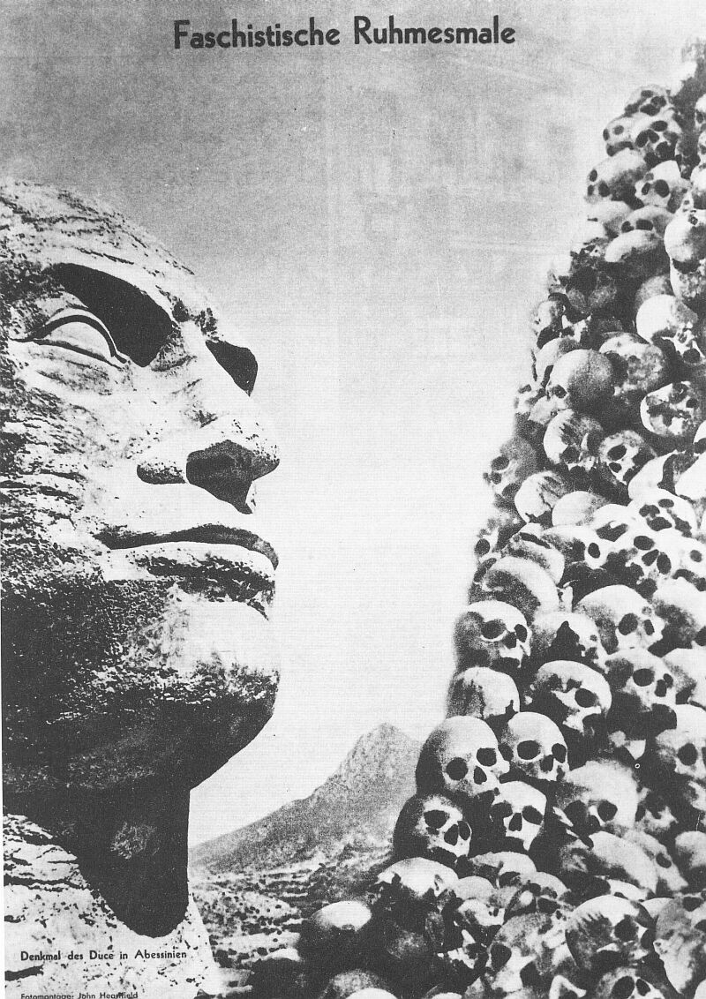 Faschistische Ruhmesmale
Denkmal des Duce in Abessinien
Fotomontage: John Heartfield